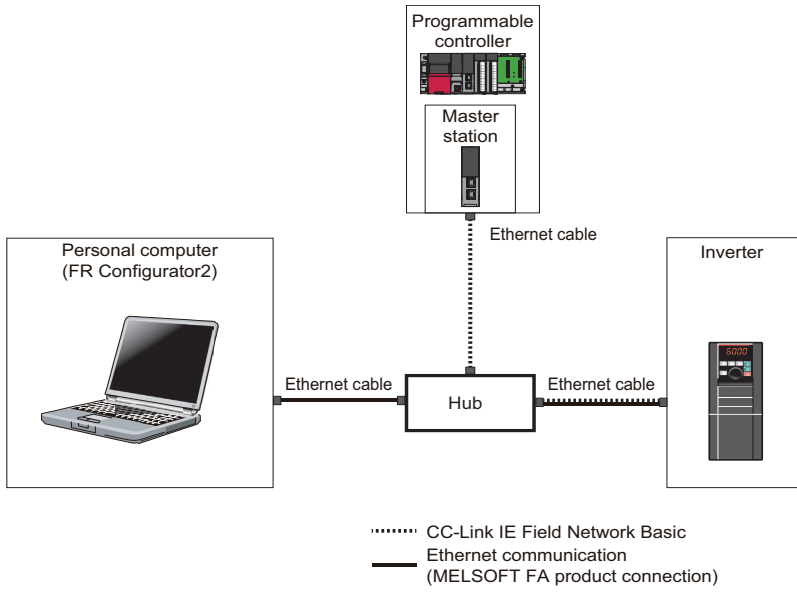 Programmable
controller
Master
station
Ethernet cable
Personal computer
(FR Configurator2)
Inverter
Ethernet cable
Hub
Ethernet cable
CC-Link IE Field Network Basic
Ethernet communication
(MELSOFT FA product connection)